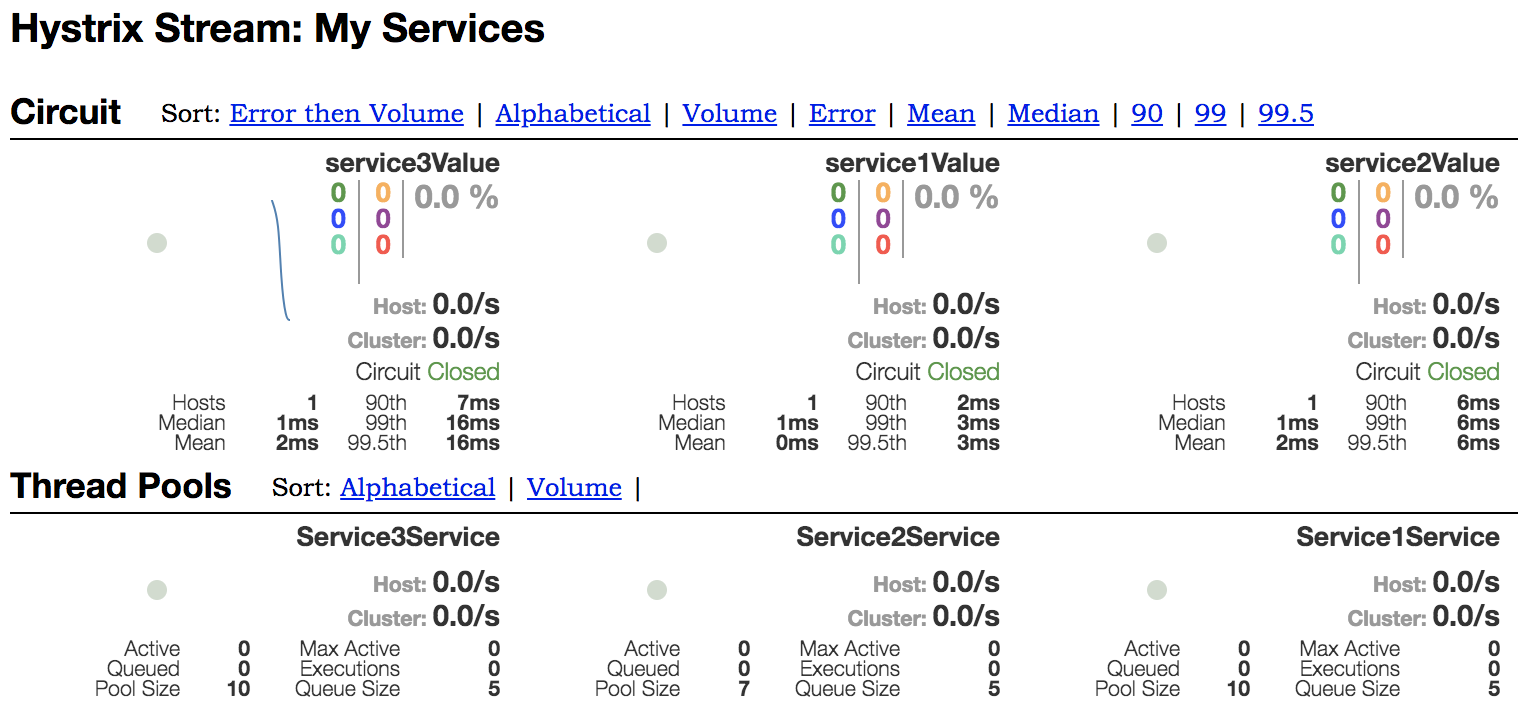 Hystrix Stream: My Services
Circuit Sort: Error then Volume | Alphabetical | Volume | Error | Mean | Median | 90 | 99 | 99.5
service3Value
0 0 0.0 %
0 0
0 0
Host: 0.0/s
Cluster: 0.0/s
Circuit Closed
Hosts 1 90th 7ms
Median 1ms 99th 16ms
Mean 2ms 99.5th 16ms
service1Value
0 0 0.0 %
0 0
0 0
Host: 0.0/s
Cluster: 0.0/s
Circuit Closed
Hosts 1 90th 2ms
Median 1ms 99th 3ms
Mean 0ms 99.5th 3ms
service2Value
0 0 0.0 %
0 0
0 0
Host: 0.0/s
Cluster: 0.0/s
Circuit Closed
Hosts 1 90th 6ms
Median 1ms 99th 6ms
Mean 2ms 99.5th 6ms
Thread Pools Sort: Alphabetical | Volume |
Service3Service
Host: 0.0/s
Cluster: 0.0/s
Active 0 Max Active 0
Queued 0 Executions 0
Pool Size 10 Queue Size 5
Service2Service
Host: 0.0/s
Cluster: 0.0/s
Active 0 Max Active 0
Queued 0 Executions 0
Pool Size 7 Queue Size 5
Service1Service
Host: 0.0/s
Cluster: 0.0/s
Active 0 Max Active 0
Queued 0 Executions 0
Pool Size 10 Queue Size 5